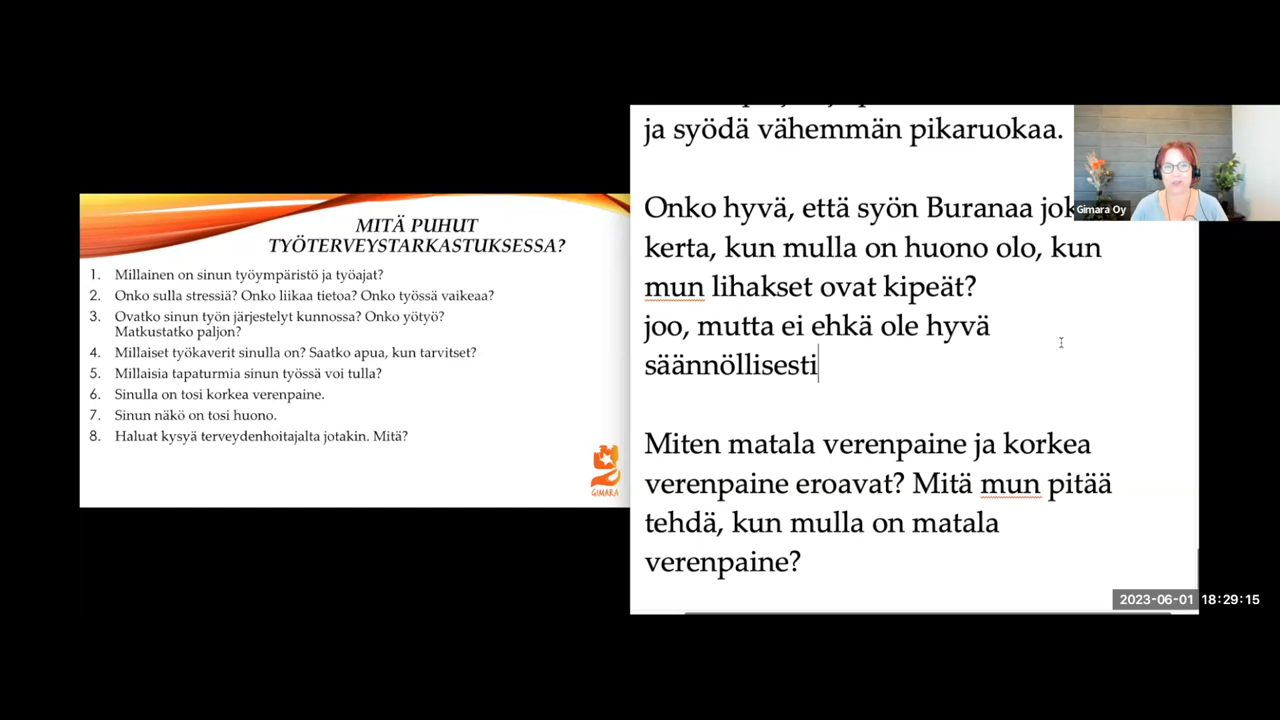 MITÄ PUHUT
TYÖTERVEYSTARKASTUKSESSA?
1. Millainen on sinun työympäristö ja työajat?
2. Onko sulla stressiä? Onko liikaa tietoa? Onko työssä vaikeaa?
3. Ovatko sinun työn järjestelyt kunnossa? Onko yötyö?
Matkustatko paljon?
4. Millaiset työkaverit sinulla on? Saatko apua, kun tarvitset?
5. Millaisia tapaturmia sinun työssä voi tulla?
6. Sinulla on tosi korkea verenpaine.
7. Sinun näkö on tosi huono.
8. Haluat kysyä terveydenhoitajalta jotakin. Mitä?
GIMARA
ja syödä vähemmän pikaruokaa.
Onko hyvä, että syön Buranaa
kerta, kun mulla on huono olo, kun
mun lihakset ovat kipeät?
joo, mutta ei ehkä ole hyvä
säännöllisesti
Miten matala verenpaine ja korkea
verenpaine eroavat? Mitä mun pitää
tehdä, kun mulla on matala
verenpaine?
Gimara Oy
2023-06-01 18:29:15